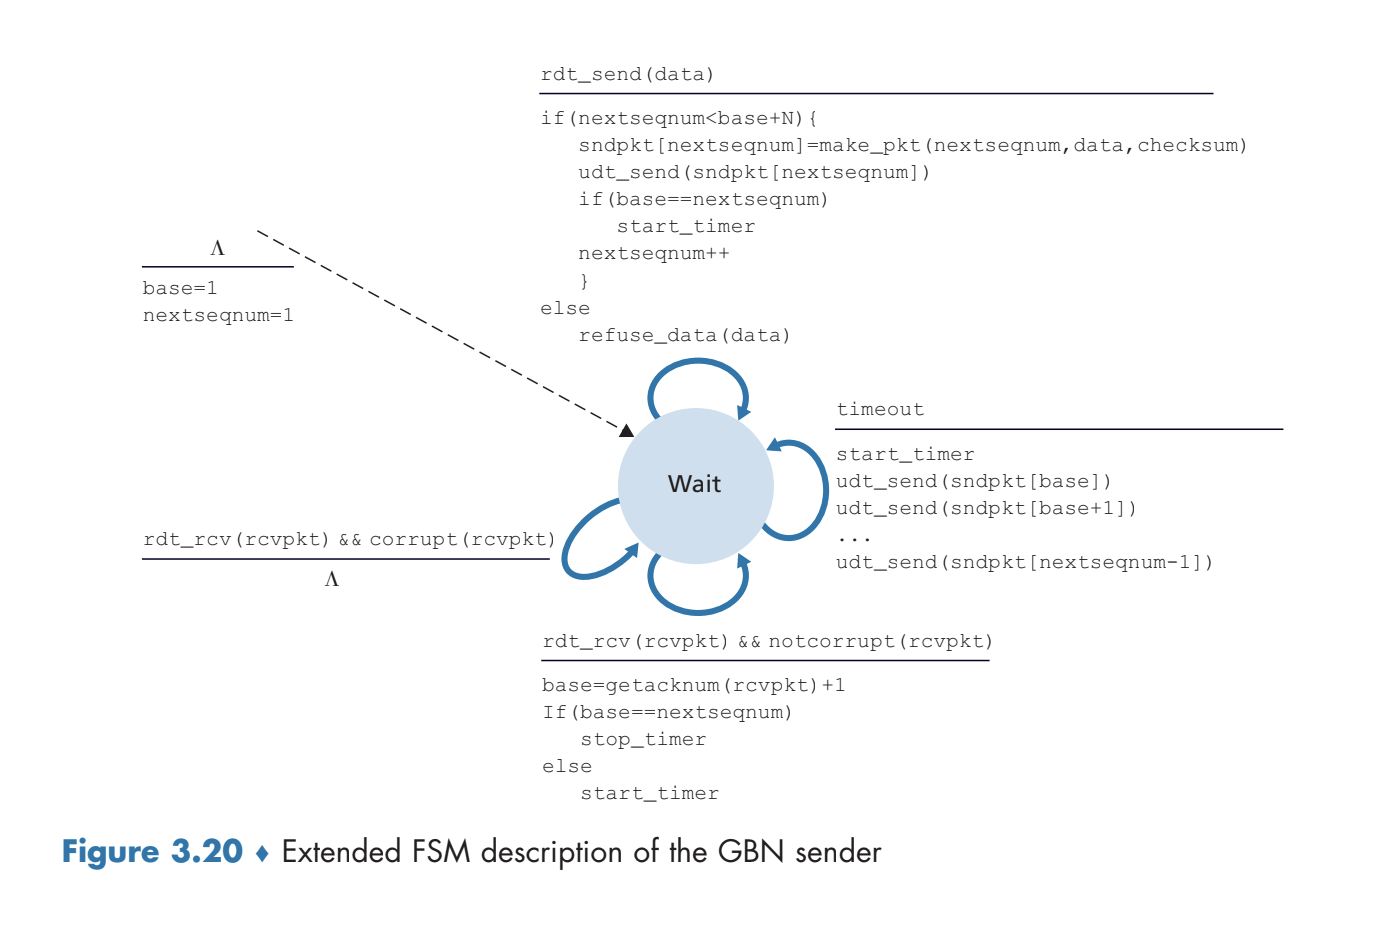 rdt_send(data)
if(nextseqnum<base+N){
sndpkt[nextseqnum]=make_pkt(nextseqnum,data,checksum)
udt_send(sndpkt[nextseqnum])
if(base==nextseqnum)
start_timer
nextseqnum++
}
else
refuse_data(data)
Λ
base=1
nextseqnum=1
timeout
start_timer
udt_send(sndpkt[base])
udt_send(sndpkt[base+1])
...
udt_send(sndpkt[nextseqnum-1])
Wait
rdt_rcv(rcvpkt) && corrupt(rcvpkt)
Λ
rdt_rcv(rcvpkt) && notcorrupt(rcvpkt)
base=getacknum(rcvpkt)+1
If(base==nextseqnum)
stop_timer
else
start_timer
Figure 3.20 ♦ Extended FSM description of the GBN sender